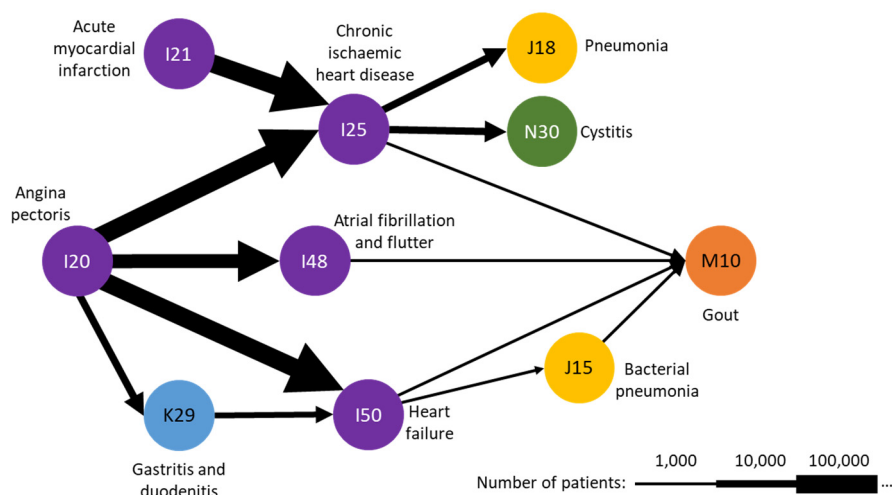 Acute
myocardial
infarction
I21
Chronic
ischaemic
heart disease
I25
J18
Pneumonia
N30
Cystitis
Angina
pectoris
I20
Atrial fibrillation
and flutter
I48
M10
Gout
J15
Bacterial
pneumonia
K29
Gastritis and
duodenitis
I50
Heart
failure
Number of patients:
1,000 10,000 100,000 ...